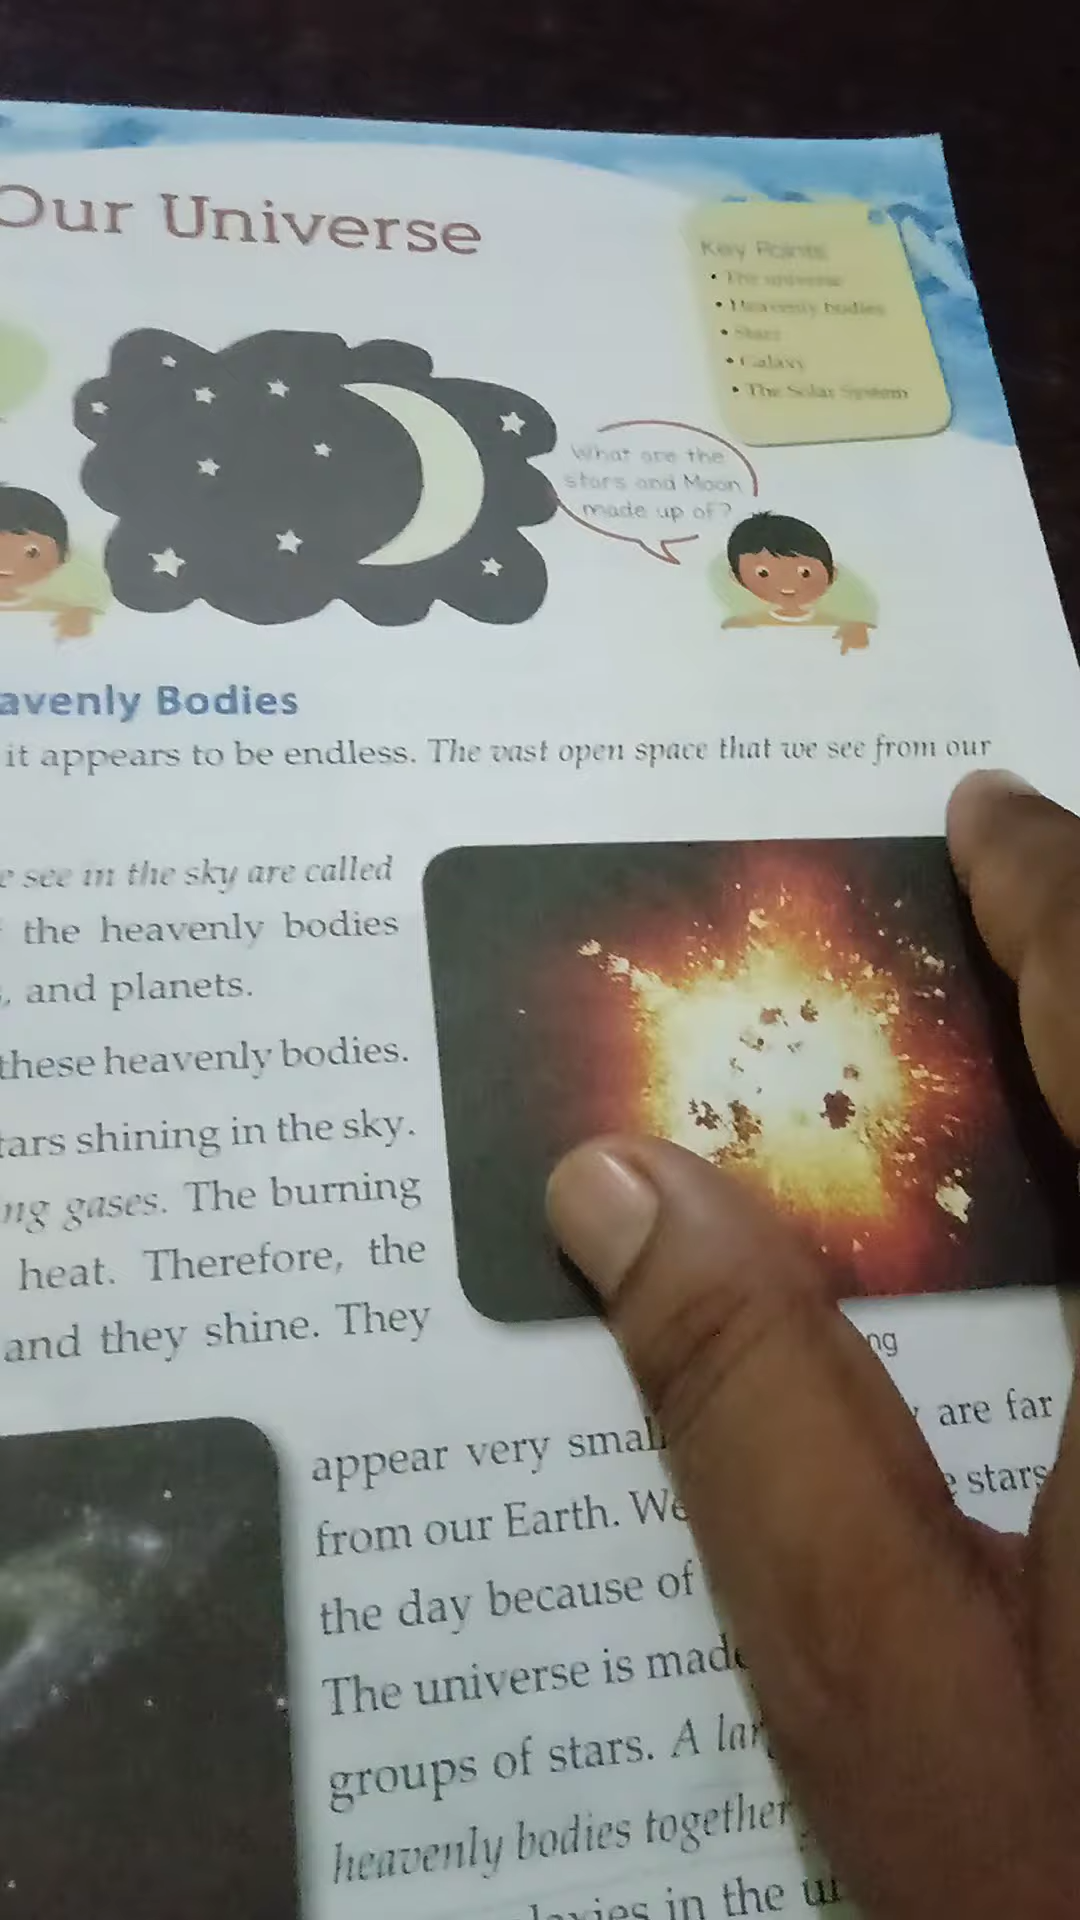 Our Universe
Key Points
• The universe
• Heavenly bodies
• Stars
• Galaxy
• The Solar System
What are the
stars and Moon
made up of?
avenly Bodies
it appears to be endless. The vast open space that we see from our
e see in the sky are called
the heavenly bodies
, and planets.
these heavenly bodies.
tars shining in the sky.
ng gases. The burning
heat. Therefore, the
and they shine. They
ng
appear very small are far
from our Earth. We stars
the day because of
The universe is made
groups of stars. A lar
heavenly bodies together
laxies in the u